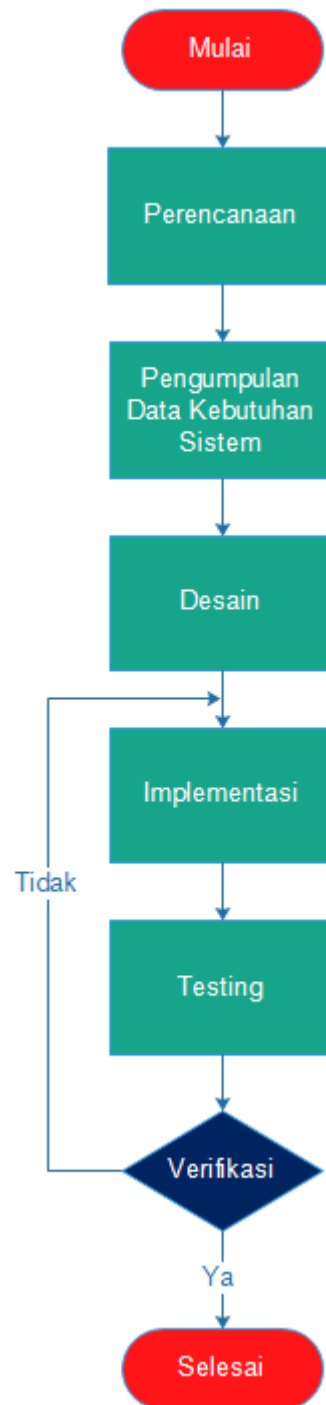 Mulai
Perencanaan
Pengumpulan
Data Kebutuhan
Sistem
Desain
Implementasi
Tidak
Testing
Verifikasi
Ya
Selesai